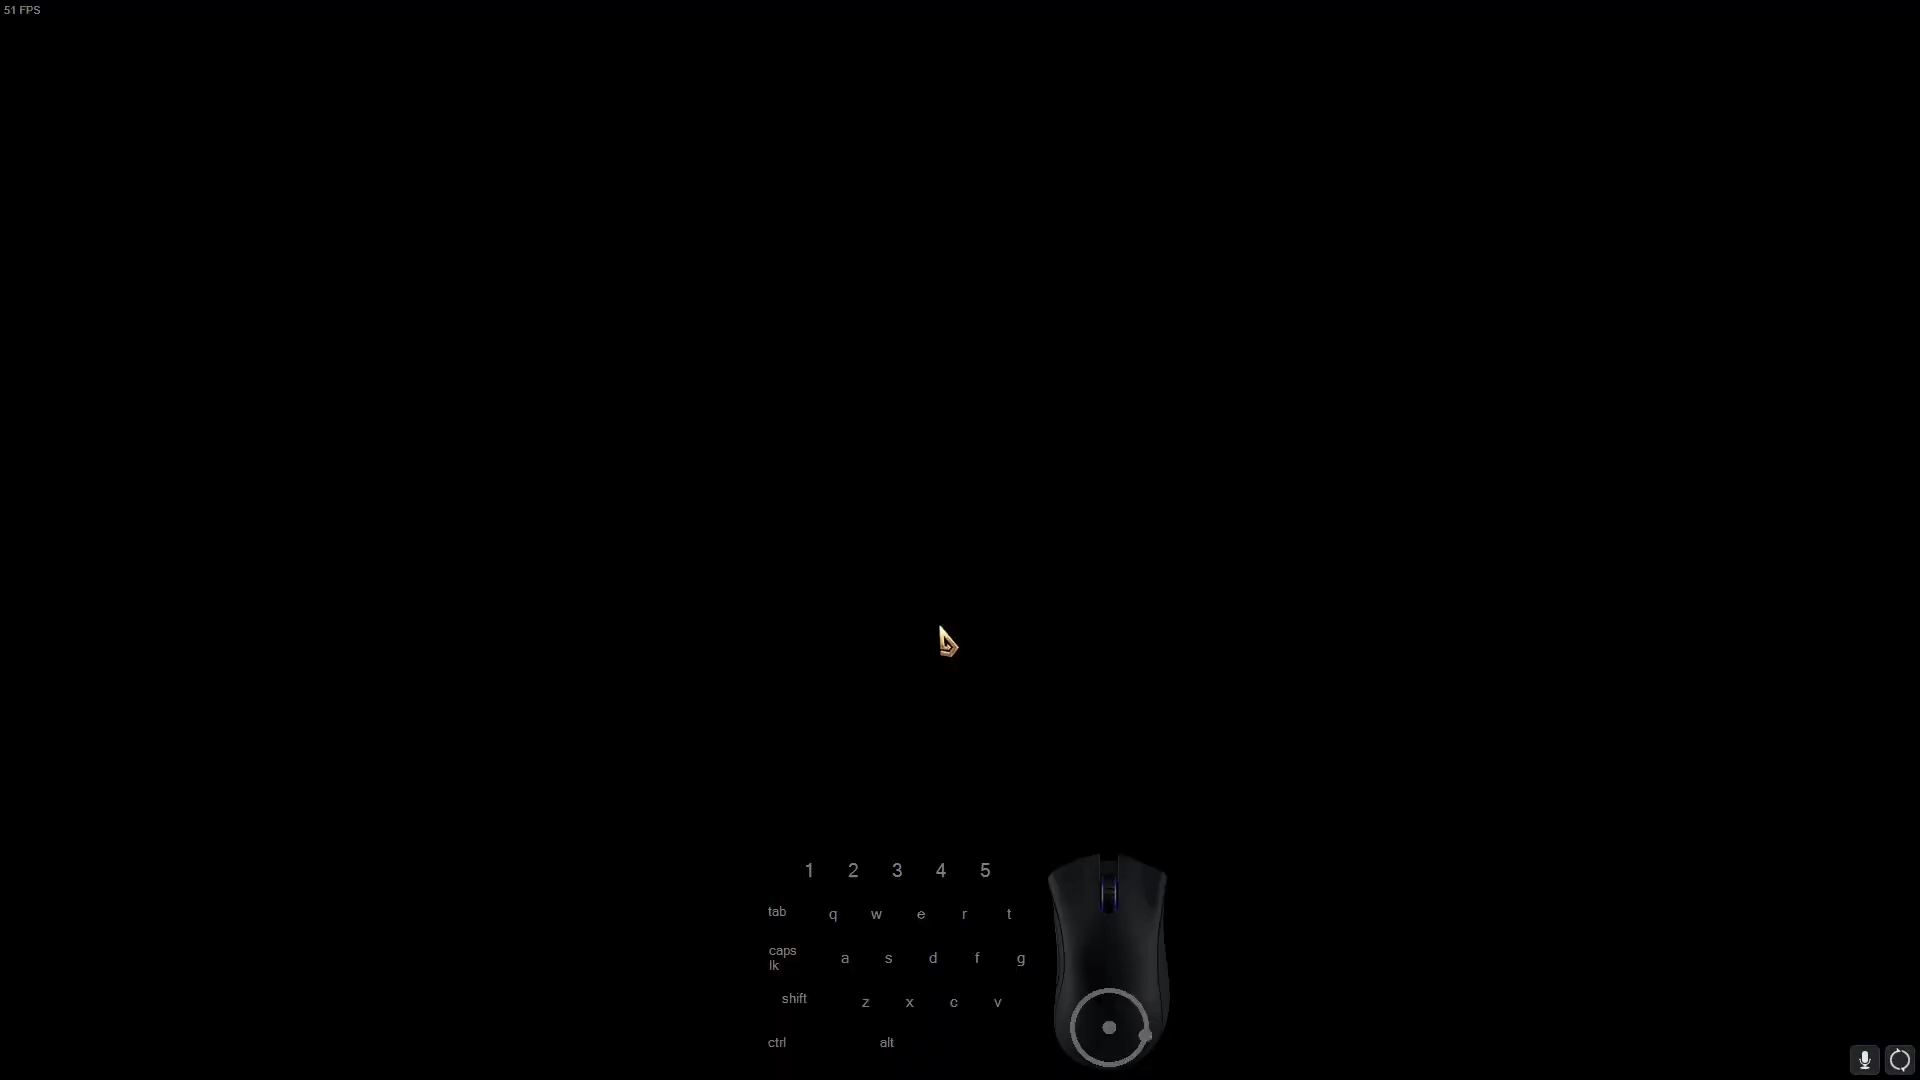 51 FPS
1 2 3 4 5
tab q w e r t
caps
lk a s d f g
shift z x c v
ctrl alt